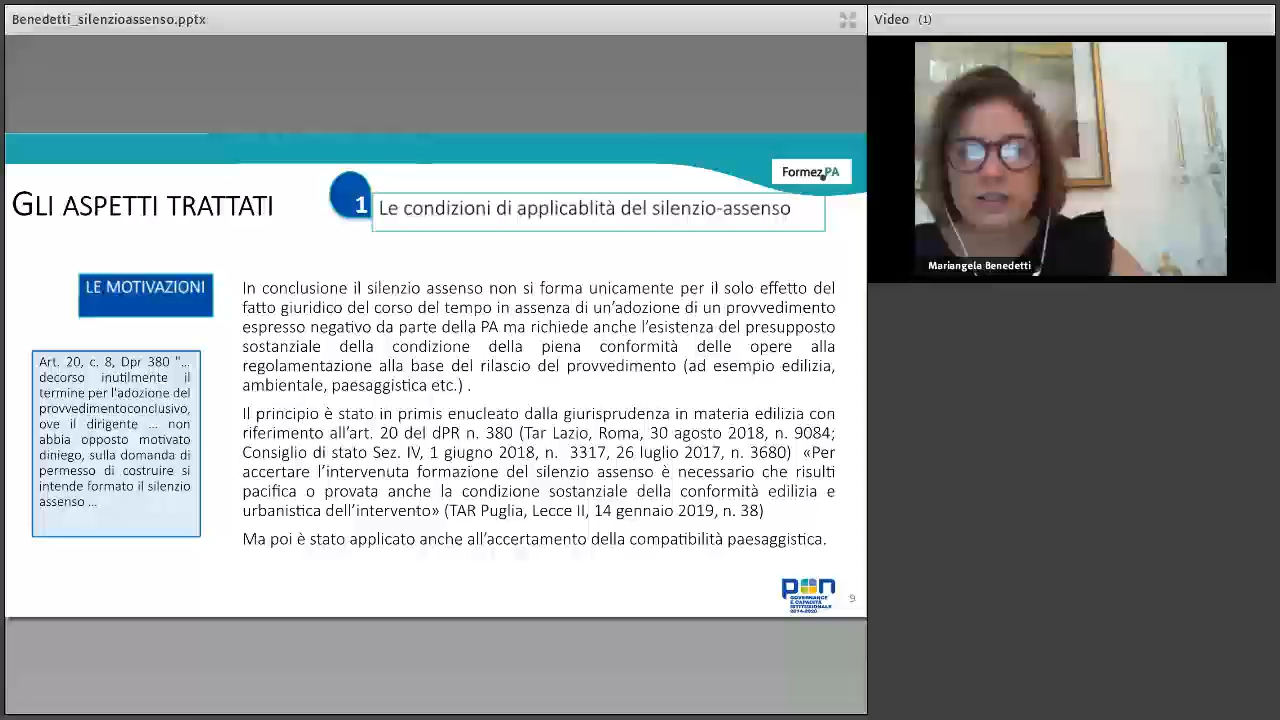 Benedetti_silenzioassenso.pptx
Video (1)
Formez PA
GLI ASPETTI TRATTATI
1
Le condizioni di applicablità del silenzio-assenso
LE MOTIVAZIONI
Art. 20, c. 8, Dpr 380 "...
decorso inutilmente il
termine per l'adozione del
provvedimentoconclusivo,
ove il dirigente ... non
abbia opposto motivato
diniego, sulla domanda di
permesso di costruire si
intende formato il silenzio
assenso ...
In conclusione il silenzio assenso non si forma unicamente per il solo effetto del
fatto giuridico del corso del tempo in assenza di un'adozione di un provvedimento
espresso negativo da parte della PA ma richiede anche l'esistenza del presupposto
sostanziale della condizione della piena conformità delle opere alla
regolamentazione alla base del rilascio del provvedimento (ad esempio edilizia,
ambientale, paesaggistica etc.) .
Il principio è stato in primis enucleato dalla giurisprudenza in materia edilizia con
riferimento all'art. 20 del dPR n. 380 (Tar Lazio, Roma, 30 agosto 2018, n. 9084;
Consiglio di stato Sez. IV, 1 giugno 2018, n. 3317, 26 luglio 2017, n. 3680) «Per
accertare l'intervenuta formazione del silenzio assenso è necessario che risulti
pacifica o provata anche la condizione sostanziale della conformità edilizia e
urbanistica dell'intervento» (TAR Puglia, Lecce II, 14 gennaio 2019, n. 38)
Ma poi è stato applicato anche all'accertamento della compatibilità paesaggistica.
Mariangela Benedetti
pon
GOVERNANCE
E CAPACITÀ
ISTITUZIONALE
2014-2020
9